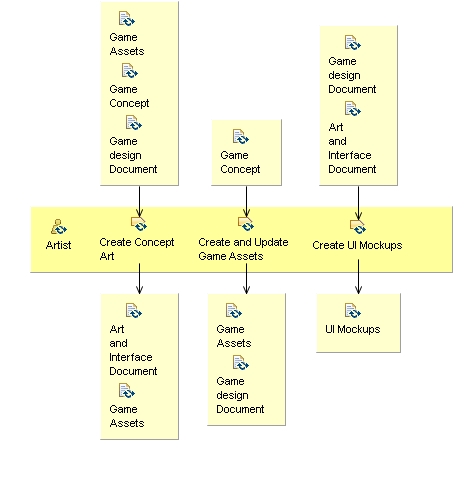 Game
Assets
Game
Concept
Game
design
Document
Game
Concept
Game
design
Document
Art
and
Interface
Document
Artist
Create Concept
Art
Create and Update
Game Assets
Create UI Mockups
Art
and
Interface
Document
Game
Assets
Game
Assets
Game
design
Document
UI Mockups